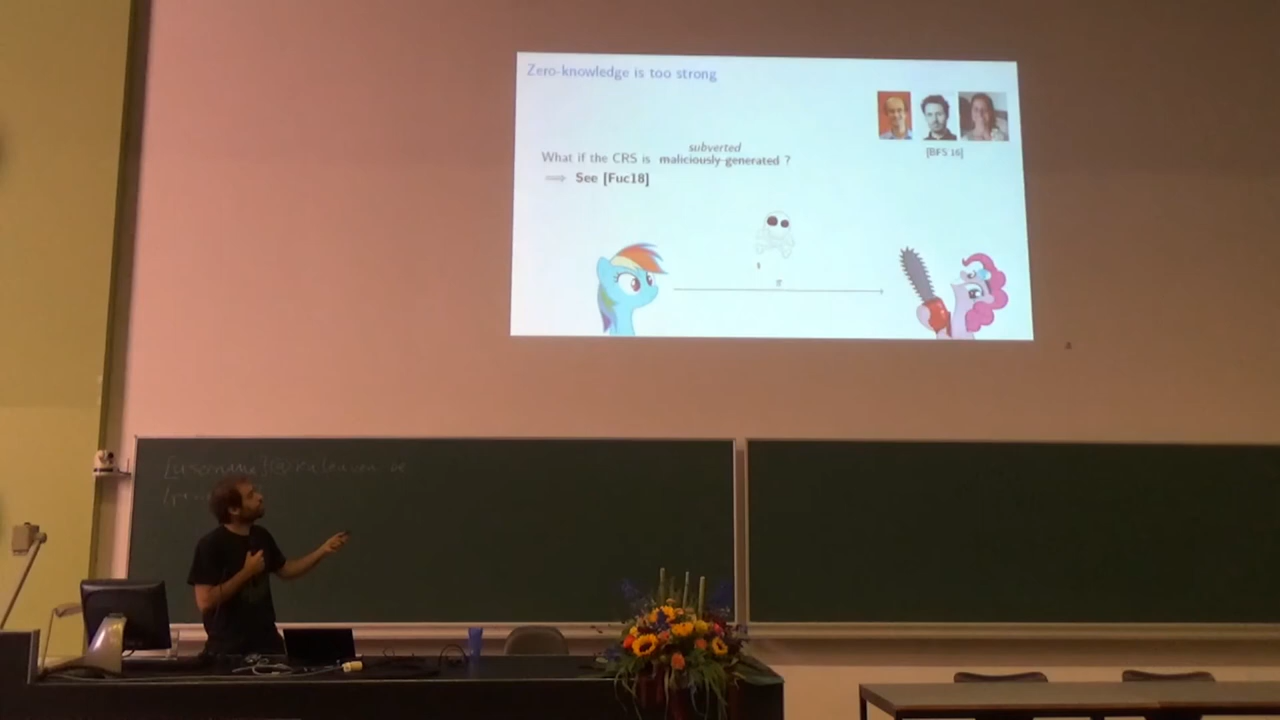 Zero-knowledge is too strong
[BFS 16]
subverted
What if the CRS is maliciously generated ?
⟹ See [Fuc18]
π